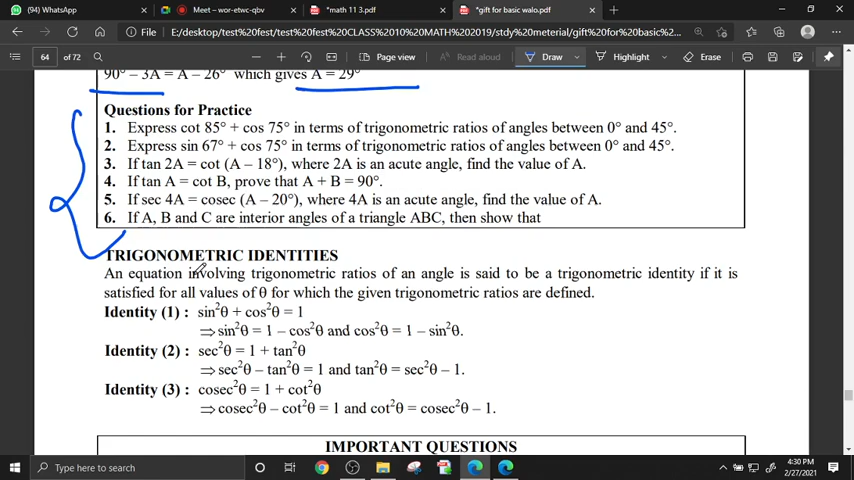 (94) WhatsApp
Meet – wor-etwc-qbv
*math 11 3.pdf
*gift for basic walo.pdf
File
E:/desktop/test%20fest/test%20fest/CLASS%2010%20MATH%202019/stdy%20meterial/gift%20for%20basic%...
64 of 72
Page view
Read aloud
Draw
Highlight
Erase
90° – 3A = A – 26° which gives A = 29°
Questions for Practice
1. Express cot 85° + cos 75° in terms of trigonometric ratios of angles between 0° and 45°.
2. Express sin 67° + cos 75° in terms of trigonometric ratios of angles between 0° and 45°.
3. If tan 2A = cot (A – 18°), where 2A is an acute angle, find the value of A.
4. If tan A = cot B, prove that A + B = 90°.
5. If sec 4A = cosec (A – 20°), where 4A is an acute angle, find the value of A.
6. If A, B and C are interior angles of a triangle ABC, then show that
TRIGONOMETRIC IDENTITIES
An equation involving trigonometric ratios of an angle is said to be a trigonometric identity if it is
satisfied for all values of θ for which the given trigonometric ratios are defined.
Identity (1) : sin²θ + cos²θ = 1
⇒ sin²θ = 1 – cos²θ and cos²θ = 1 – sin²θ.
Identity (2) : sec²θ = 1 + tan²θ
⇒ sec²θ – tan²θ = 1 and tan²θ = sec²θ – 1.
Identity (3) : cosec²θ = 1 + cot²θ
⇒ cosec²θ – cot²θ = 1 and cot²θ = cosec²θ – 1.
IMPORTANT QUESTIONS
Type here to search
4:30 PM
2/27/2021